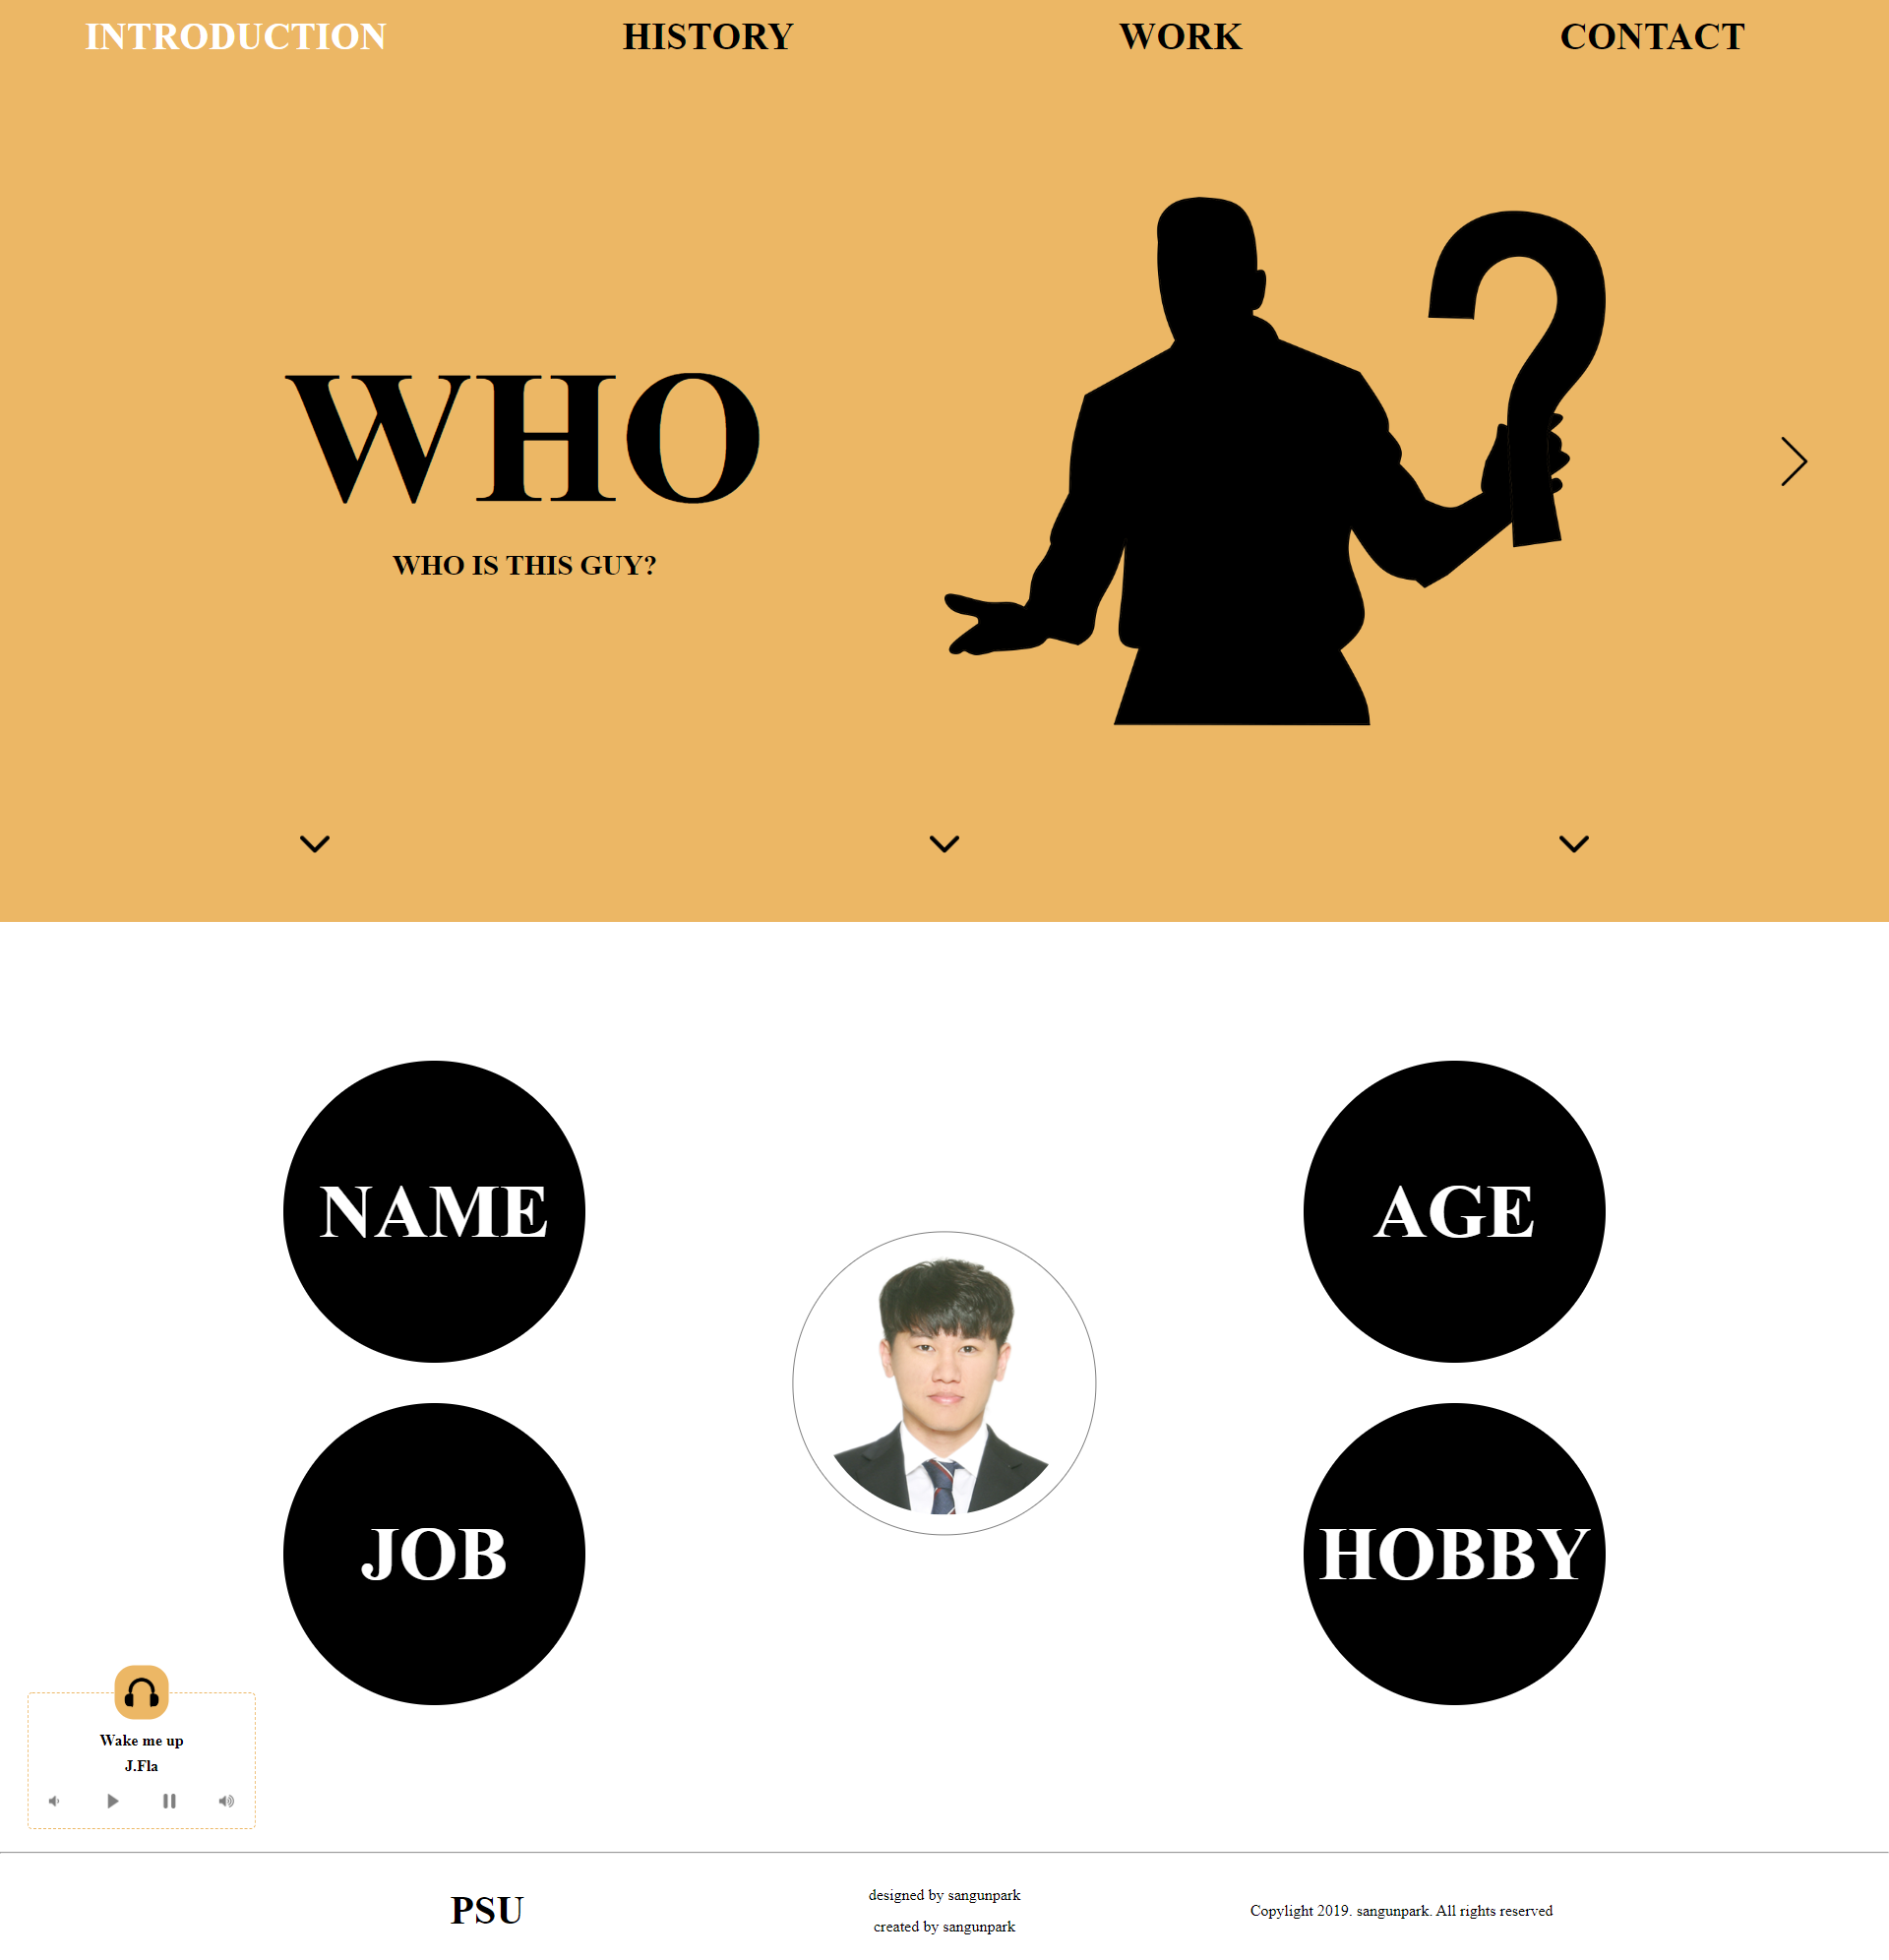 INTRODUCTION
HISTORY
WORK
CONTACT
WHO
WHO IS THIS GUY?
?
NAME
AGE
JOB
HOBBY
Wake me up
J.Fla
PSU
designed by sangunpark
created by sangunpark
Copylight 2019. sangunpark. All rights reserved